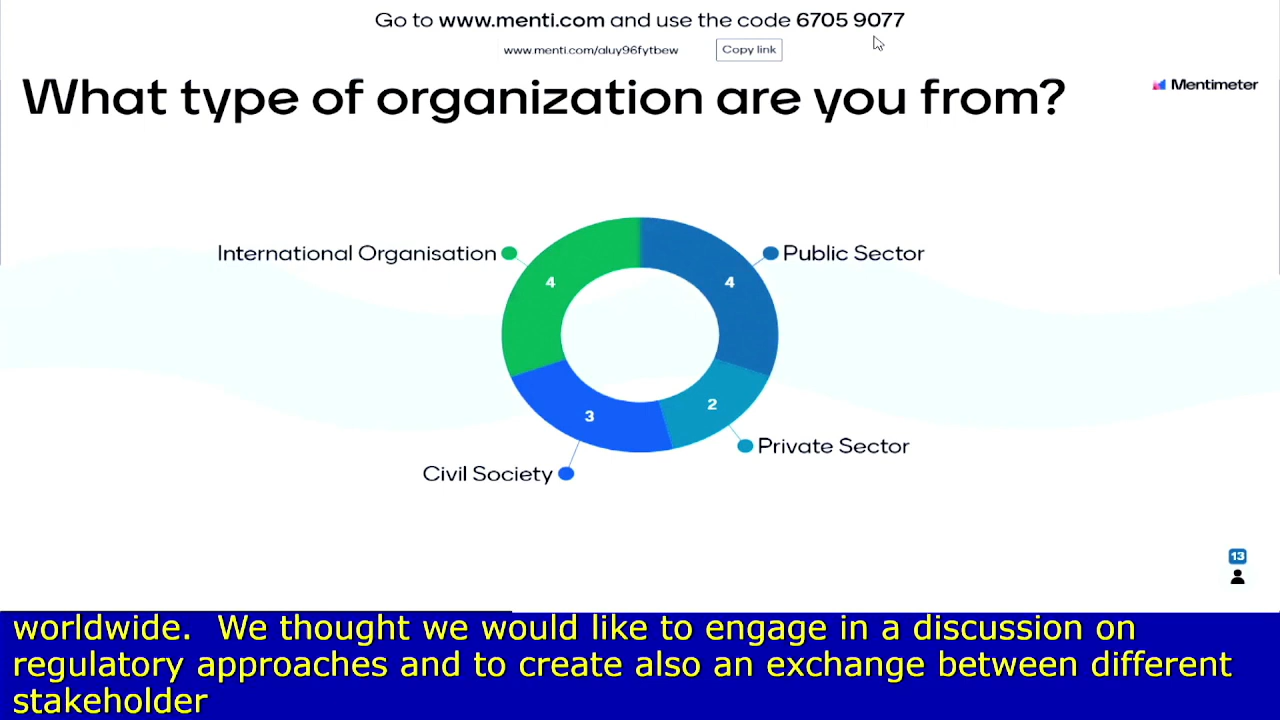 Go to www.menti.com and use the code 6705 9077
www.menti.com/aluy96fytbew
Copy link
What type of organization are you from?
Mentimeter
International Organisation
Public Sector
4
4
3
2
Private Sector
Civil Society
13
worldwide.  We thought we would like to engage in a discussion on
regulatory approaches and to create also an exchange between different
stakeholder